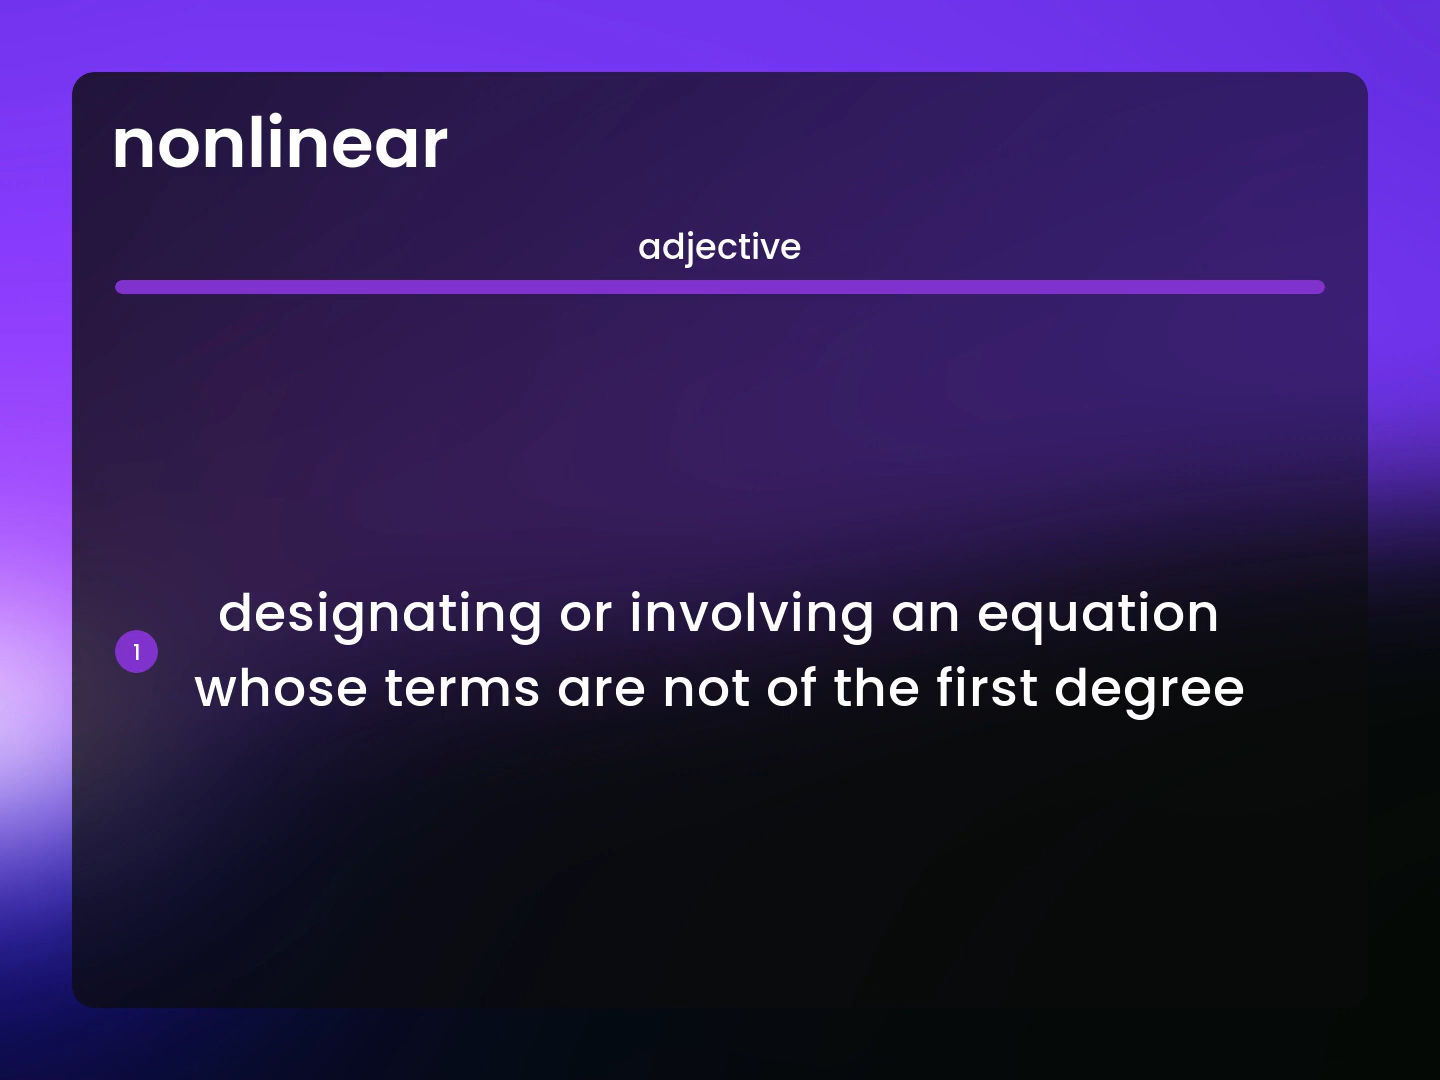 nonlinear
adjective
1
designating or involving an equation
whose terms are not of the first degree